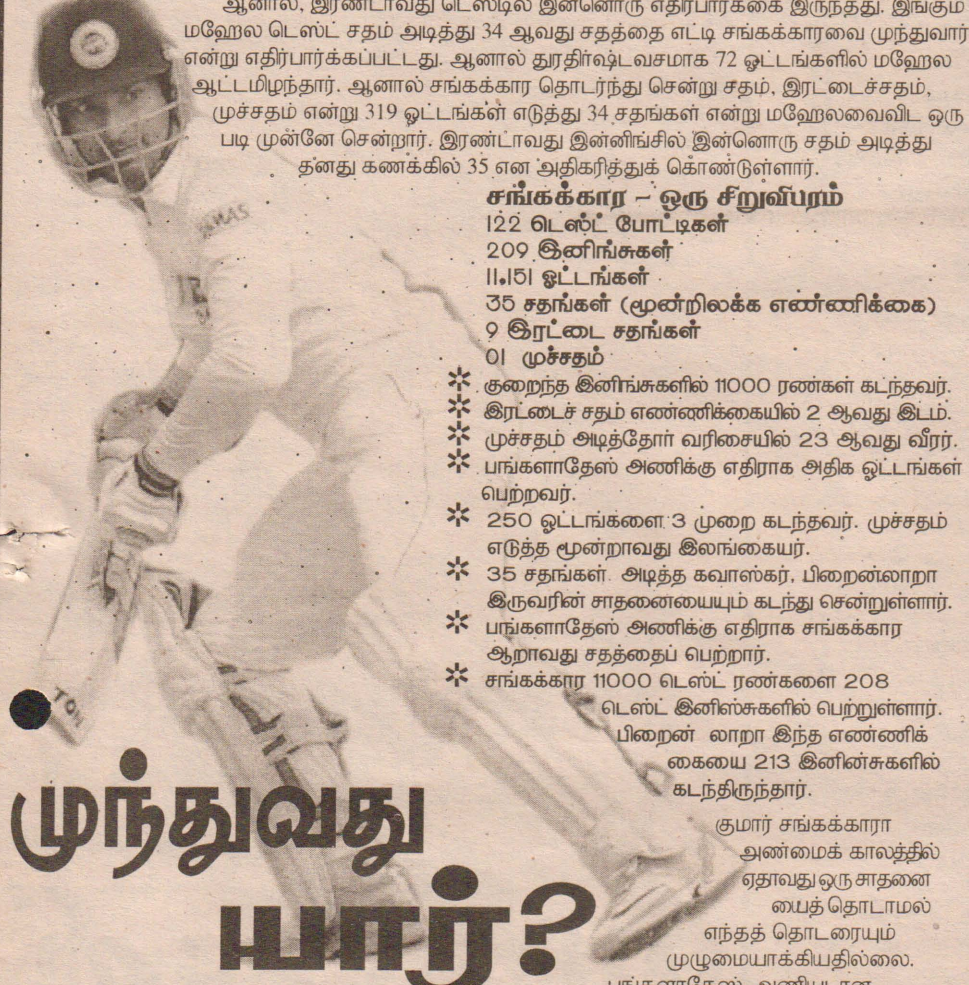 ஆனால், இரண்டாவது டெஸ்டில் இன்னொரு எதிர்பார்க்கை இருந்தது. இங்கும்
மஹேல டெஸ்ட் சதம் அடித்து 34 ஆவது சதத்தை எட்டி சங்கக்காரவை முந்துவார்
என்று எதிர்பார்க்கப்பட்டது. ஆனால் துரதிர்ஷ்டவசமாக 72 ஓட்டங்களில் மஹேல
ஆட்டமிழந்தார். ஆனால் சங்கக்கார தொடர்ந்து சென்று சதம், இரட்டைச்சதம்,
முச்சதம் என்று 319 ஓட்டங்கள் எடுத்து 34 சதங்கள் என்று மஹேலவைவிட ஒரு
படி முன்னே சென்றார். இரண்டாவது இன்னிங்சில் இன்னொரு சதம் அடித்து
தனது கணக்கில் 35 என அதிகரித்துக் கொண்டுள்ளார்.
சங்கக்கார – ஒரு சிறுவிபரம்
122 டெஸ்ட் போட்டிகள்
209 இனிங்சுகள்
11,151 ஓட்டங்கள்
35 சதங்கள் (மூன்றிலக்க எண்ணிக்கை)
9 இரட்டை சதங்கள்
01 முச்சதம்
* குறைந்த இனிங்சுகளில் 11000 ரண்கள் கடந்தவர்.
* இரட்டைச் சதம் எண்ணிக்கையில் 2 ஆவது இடம்.
* முச்சதம் அடித்தோர் வரிசையில் 23 ஆவது வீரர்.
* பங்களாதேஸ் அணிக்கு எதிராக அதிக ஓட்டங்கள்
பெற்றவர்.
* 250 ஓட்டங்களை 3 முறை கடந்தவர். முச்சதம்
எடுத்த மூன்றாவது இலங்கையர்.
* 35 சதங்கள் அடித்த கவாஸ்கர், பிறைன்லாறா
இருவரின் சாதனையையும் கடந்து சென்றுள்ளார்.
* பங்களாதேஸ் அணிக்கு எதிராக சங்கக்கார
ஆறாவது சதத்தைப் பெற்றார்.
* சங்கக்கார 11000 டெஸ்ட் ரண்களை 208
டெஸ்ட் இனிஸ்சுகளில் பெற்றுள்ளார்.
பிறைன் லாறா இந்த எண்ணிக்
கையை 213 இனின்சுகளில்
கடந்திருந்தார்.
TON
முந்துவது
யார்?
குமார் சங்கக்காரா
அண்மைக் காலத்தில்
ஏதாவது ஒரு சாதனை
யைத் தொடாமல்
எந்தத் தொடரையும்
முழுமையாக்கியதில்லை.
பங்களாதேஸ் அணியுடான